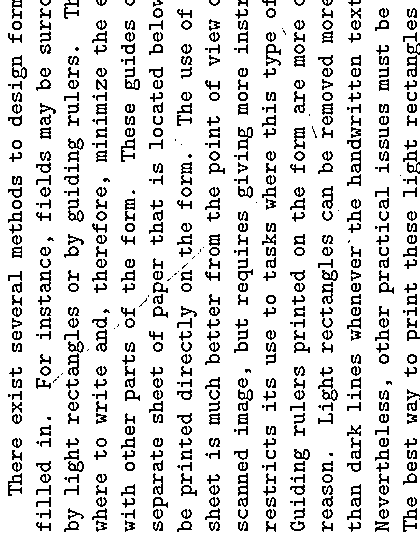 There exist several methods to design form
filled in. For instance, fields may be surro
by light rectangles or by guiding rulers. Th
where to write and, therefore, minimize the e
with other parts of the form. These guides c
separate sheet of paper that is located below
be printed directly on the form. The use of
sheet is much better from the point of view o
scanned image, but requires giving more instr
restricts its use to tasks where this type of
Guiding rulers printed on the form are more c
reason. Light rectangles can be removed more
than dark lines whenever the handwritten text
Nevertheless, other practical issues must be
The best way to print these light rectangles